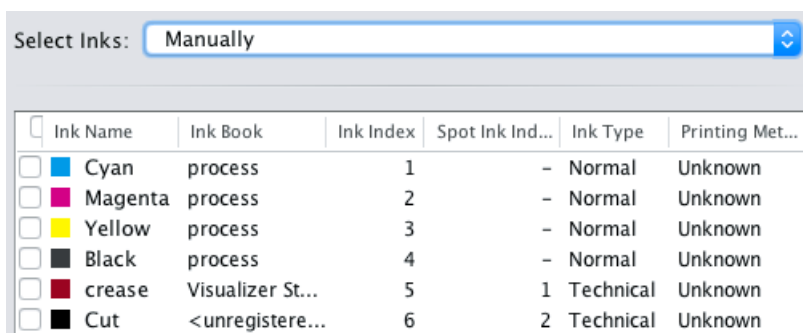 Select Inks: Manually
Ink Name Ink Book Ink Index Spot Ink Ind... Ink Type Printing Met...
Cyan process 1 - Normal Unknown
Magenta process 2 - Normal Unknown
Yellow process 3 - Normal Unknown
Black process 4 - Normal Unknown
crease Visualizer St... 5 1 Technical Unknown
Cut <unregistere... 6 2 Technical Unknown